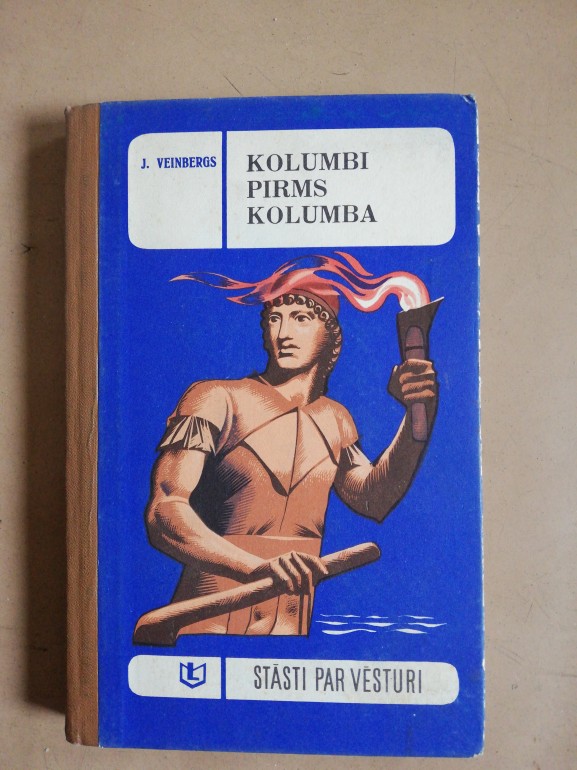 J. VEINBERGS
KOLUMBI
PIRMS
KOLUMBA
STĀSTI PAR VĒSTURI